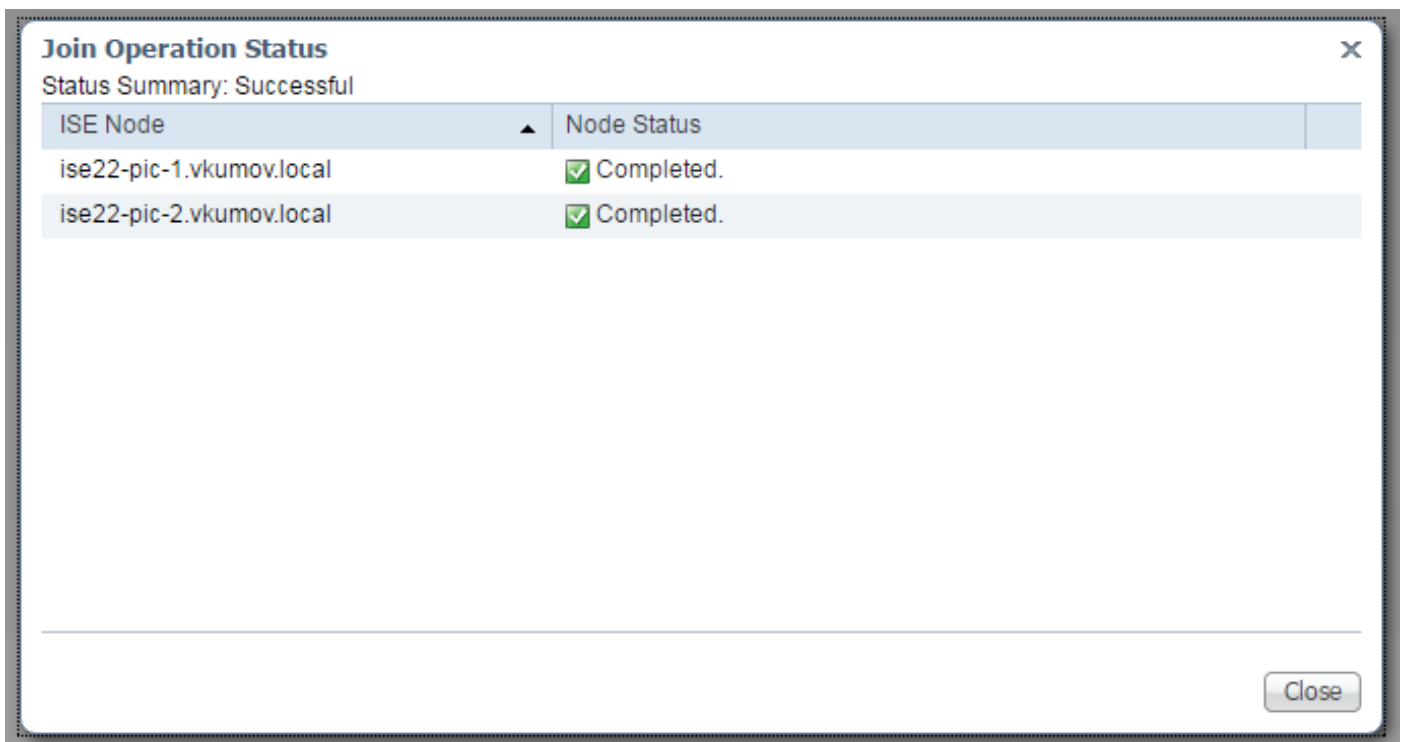 Join Operation Status
Status Summary: Successful
ISE Node Node Status
ise22-pic-1.vkumov.local Completed.
ise22-pic-2.vkumov.local Completed.
Close